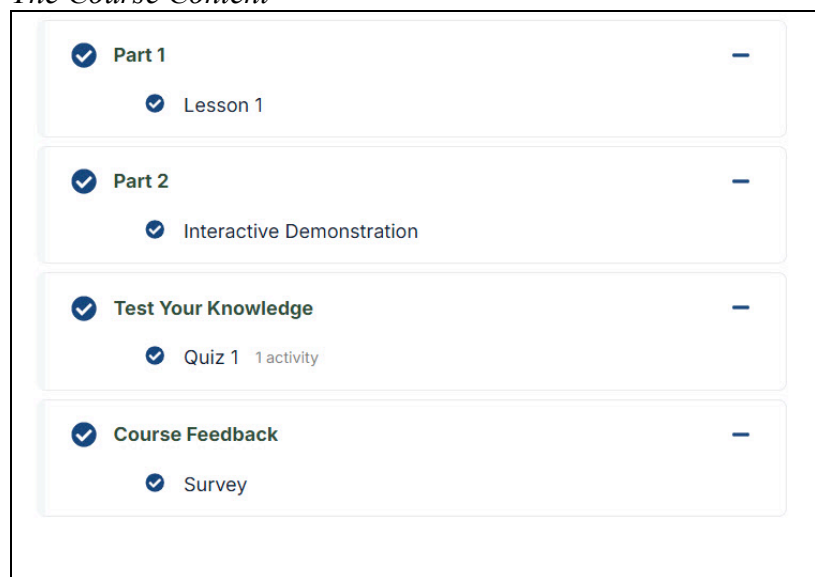 The Course Content
Part 1
Lesson 1
Part 2
Interactive Demonstration
Test Your Knowledge
Quiz 1 1 activity
Course Feedback
Survey